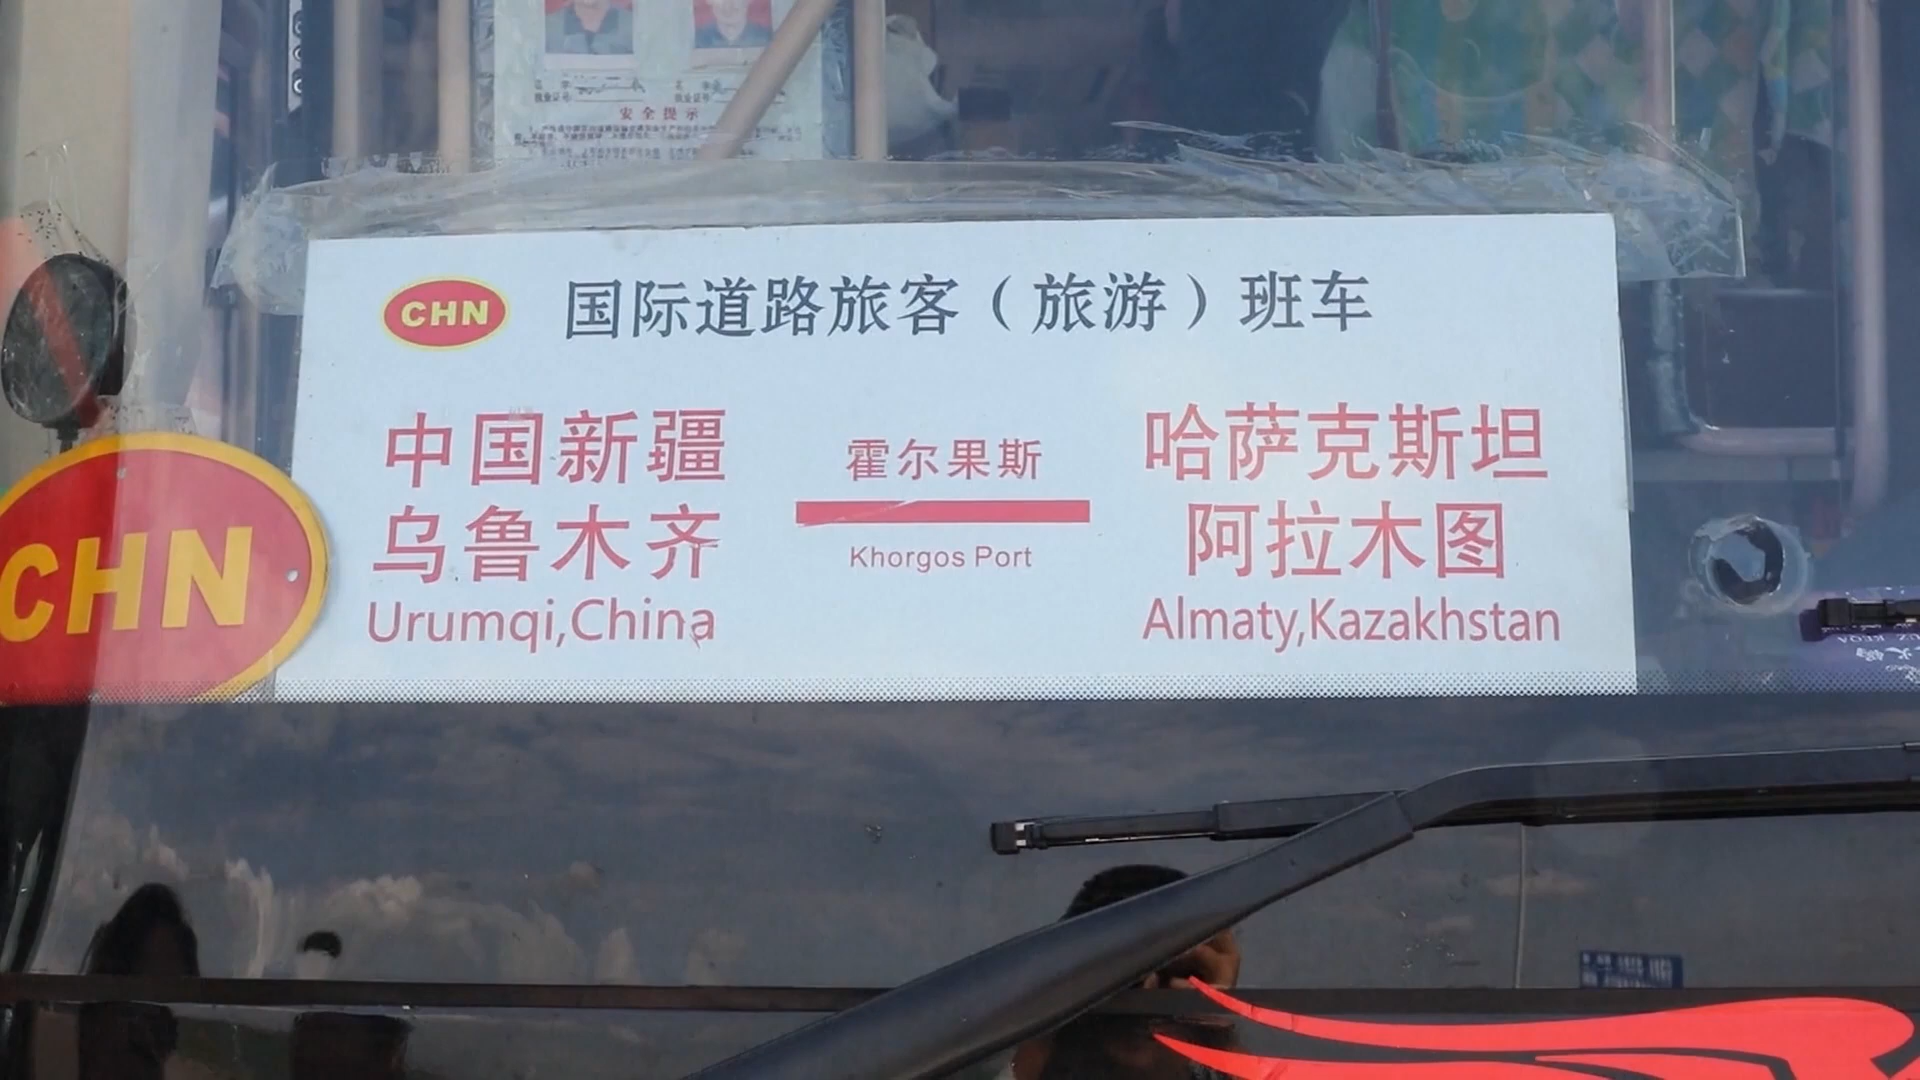 安全提示
CHN 国际道路旅客（旅游）班车
中国新疆
乌鲁木齐
Urumqi,China
霍尔果斯
Khorgos Port
哈萨克斯坦
阿拉木图
Almaty,Kazakhstan
CHN